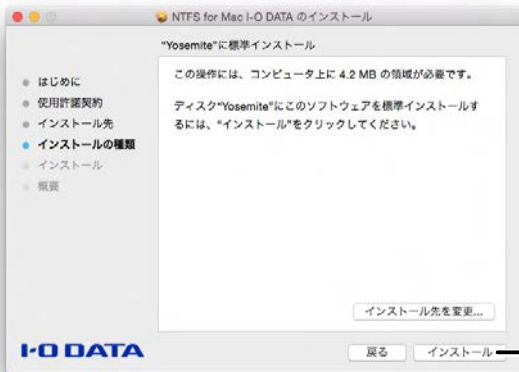 NTFS for Mac I-O DATA のインストール
"Yosemite"に標準インストール
はじめに
使用許諾契約
インストール先
インストールの種類
インストール
概要
この操作には、コンピュータ上に 4.2 MB の領域が必要です。
ディスク"Yosemite"にこのソフトウェアを標準インストールす
るには、"インストール"をクリックしてください。
インストール先を変更...
I-O DATA
戻る
インストール